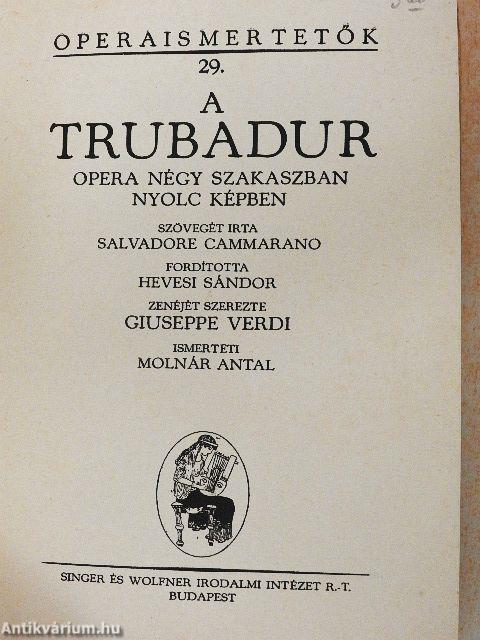 OPERAISMERTETŐK
29.
A
TRUBADUR
OPERA NÉGY SZAKASZBAN
NYOLC KÉPBEN
SZÖVEGÉT IRTA
SALVADORE CAMMARANO
FORDÍTOTTA
HEVESI SÁNDOR
ZENÉJÉT SZEREZTE
GIUSEPPE VERDI
ISMERTETI
MOLNÁR ANTAL
SINGER ÉS WOLFNER IRODALMI INTÉZET R.-T.
BUDAPEST
Antikvárium.hu